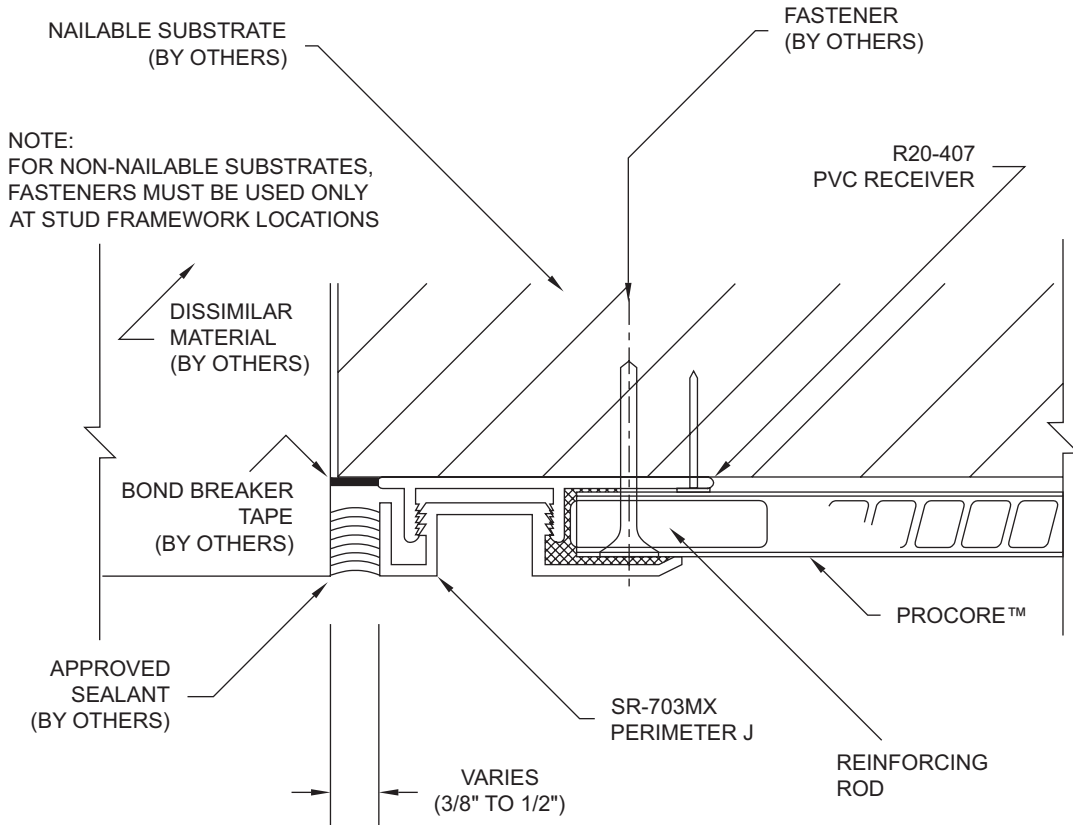 NAILABLE SUBSTRATE
(BY OTHERS)
FASTENER
(BY OTHERS)
NOTE:
FOR NON-NAILABLE SUBSTRATES,
FASTENERS MUST BE USED ONLY
AT STUD FRAMEWORK LOCATIONS
R20-407
PVC RECEIVER
DISSIMILAR
MATERIAL
(BY OTHERS)
BOND BREAKER
TAPE
(BY OTHERS)
PROCORE™
APPROVED
SEALANT
(BY OTHERS)
SR-703MX
PERIMETER J
REINFORCING
ROD
VARIES
(3/8" TO 1/2")